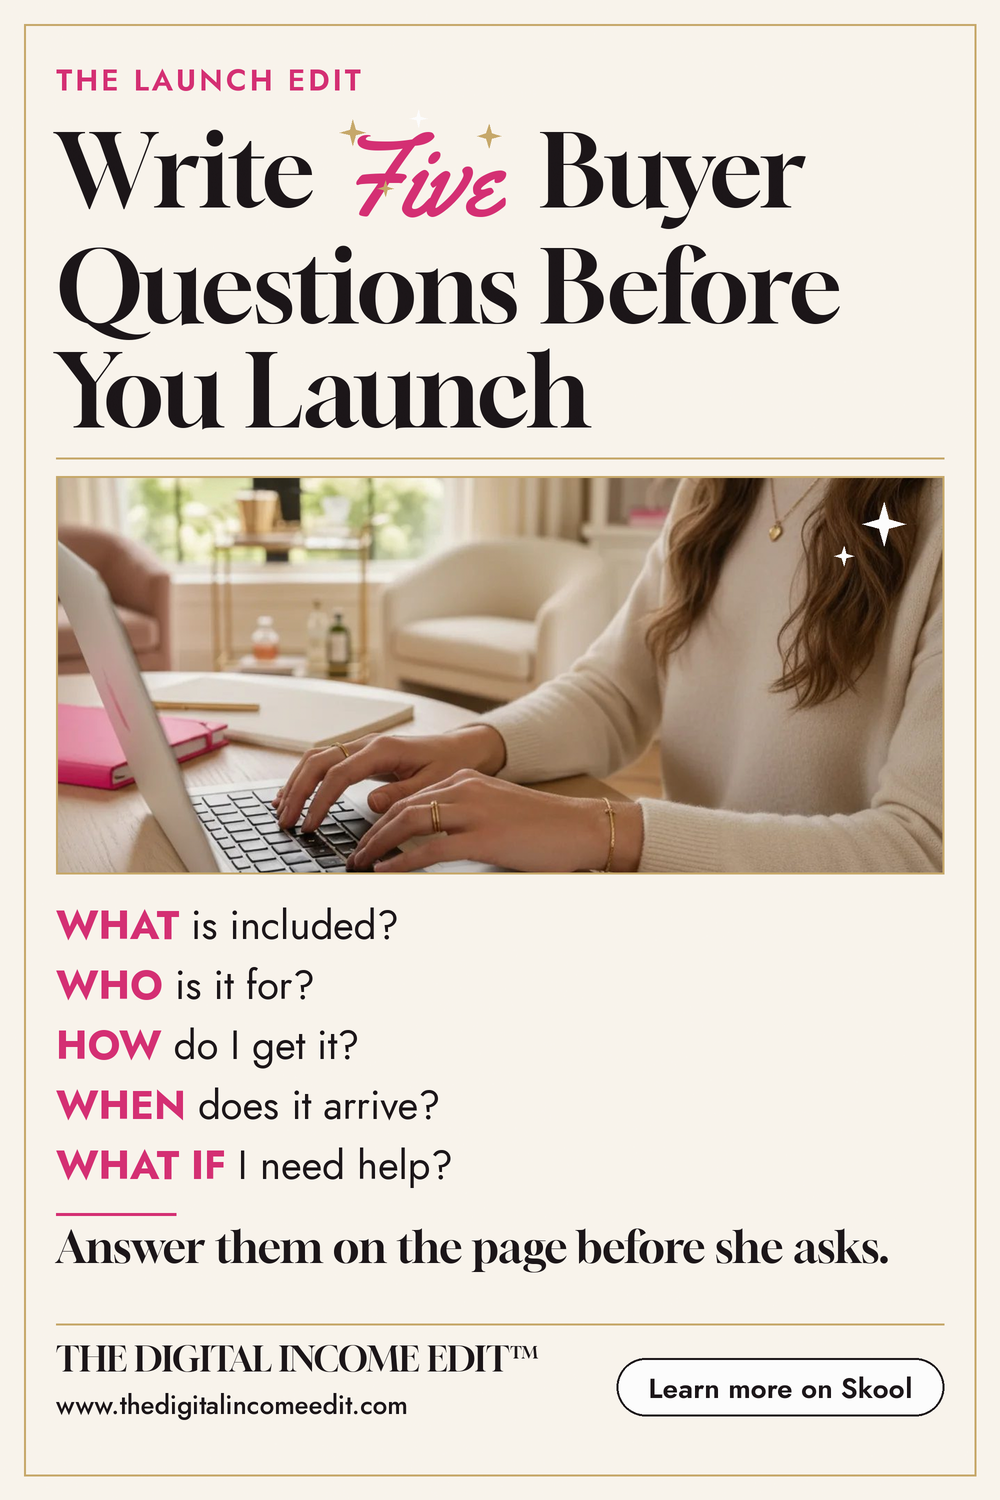 THE LAUNCH EDIT
Write Five Buyer
Questions Before
You Launch
WHAT is included?
WHO is it for?
HOW do I get it?
WHEN does it arrive?
WHAT IF I need help?
Answer them on the page before she asks.
THE DIGITAL INCOME EDIT™
www.thedigitalincomeedit.com
Learn more on Skool